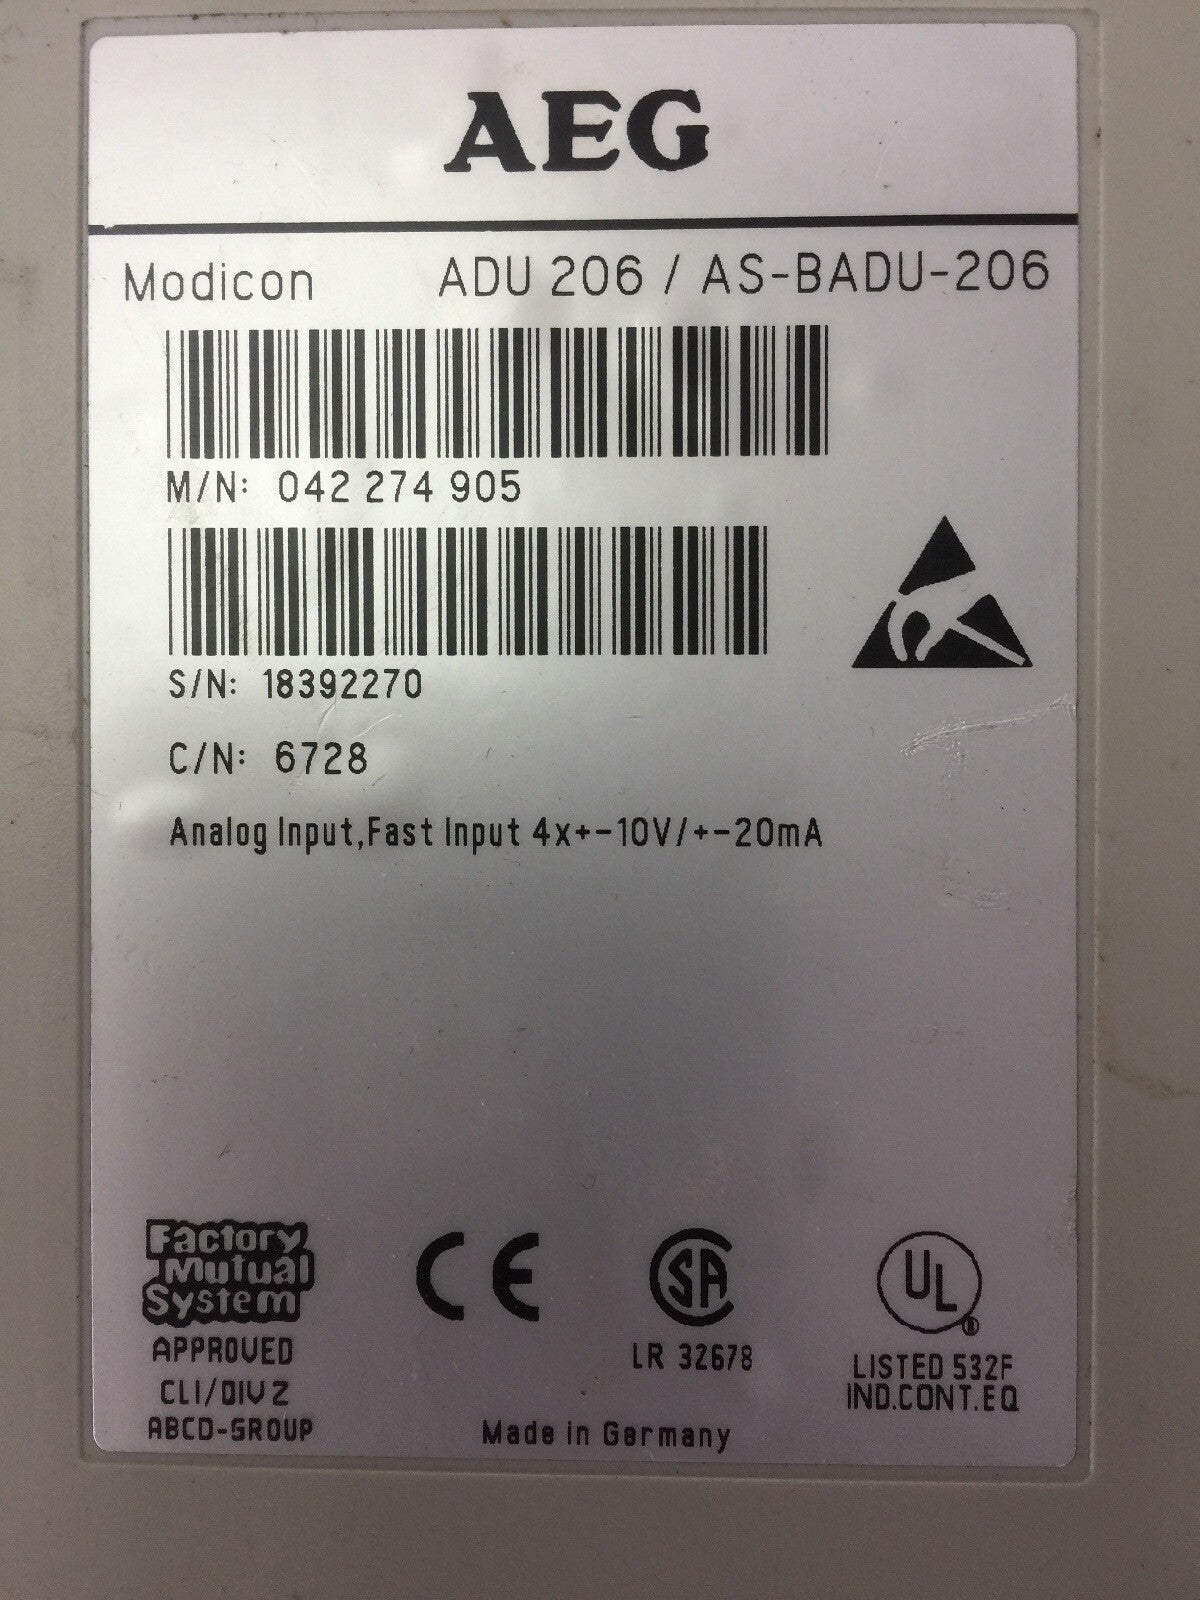 AEG
Modicon ADU 206 / AS-BADU-206
M/N: 042 274 905
S/N: 18392270
C/N: 6728
Analog Input,Fast Input 4x+-10V/+-20mA
Factory
Mutual
System
APPROVED
CLI/DIV2
ABCD-GROUP
CE
SA
LR 32678
UL
®
LISTED 532F
IND.CONT.EQ
Made in Germany